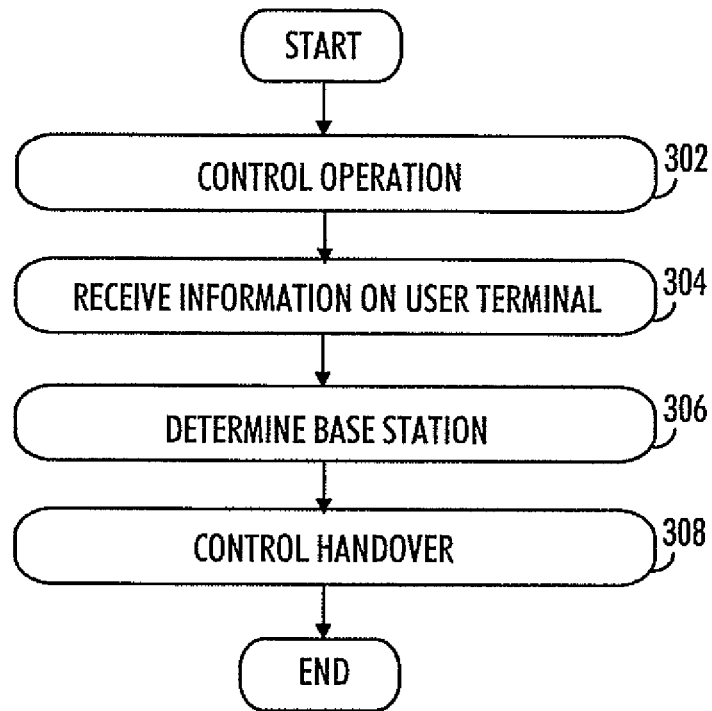 START
CONTROL OPERATION
302
RECEIVE INFORMATION ON USER TERMINAL
304
DETERMINE BASE STATION
306
CONTROL HANDOVER
308
END